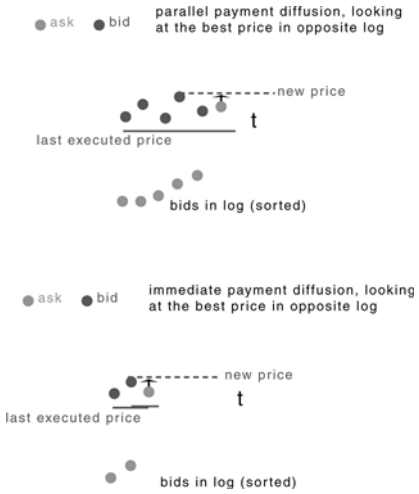 ask bid parallel payment diffusion, looking
at the best price in opposite log
new price
t
last executed price
bids in log (sorted)
ask bid immediate payment diffusion, looking
at the best price in opposite log
new price
t
last executed price
bids in log (sorted)